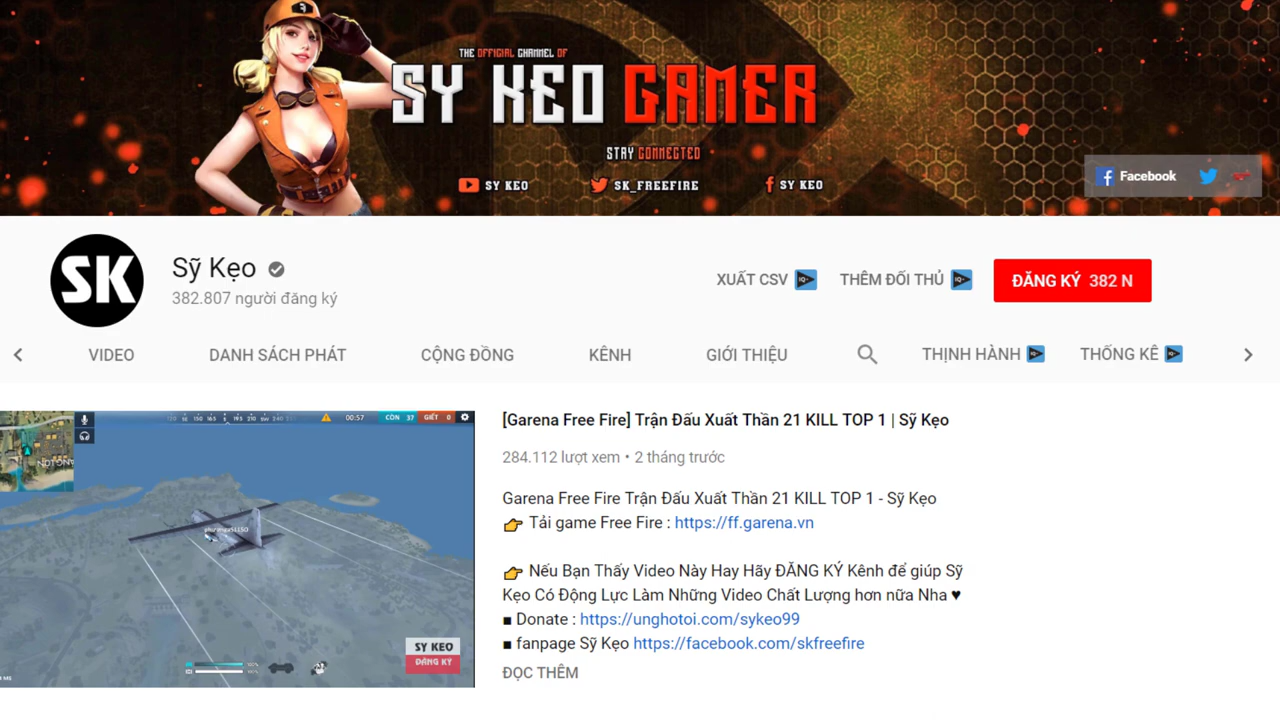 THE OFFICIAL CHANNEL OF
SY KEO GAMER
STAY CONNECTED
SY KEO
SK_FREEFIRE
SY KEO
Facebook
SK
Sỹ Kẹo
382.807 người đăng ký
XUẤT CSV
THÊM ĐỐI THỦ
ĐĂNG KÝ 382 N
VIDEO
DANH SÁCH PHÁT
CỘNG ĐỒNG
KÊNH
GIỚI THIỆU
THỊNH HÀNH
THỐNG KÊ
00:57
CÒN 37
GIẾT 0
SY KEO
ĐĂNG KÝ
[Garena Free Fire] Trận Đấu Xuất Thần 21 KILL TOP 1 | Sỹ Kẹo
284.112 lượt xem • 2 tháng trước
Garena Free Fire Trận Đấu Xuất Thần 21 KILL TOP 1 - Sỹ Kẹo
👉 Tải game Free Fire : https://ff.garena.vn
👉 Nếu Bạn Thấy Video Này Hay Hãy ĐĂNG KÝ Kênh để giúp Sỹ
Kẹo Có Động Lực Làm Những Video Chất Lượng hơn nữa Nha ♥
■ Donate : https://unghotoi.com/sykeo99
■ fanpage Sỹ Kẹo https://facebook.com/skfreefire
ĐỌC THÊM